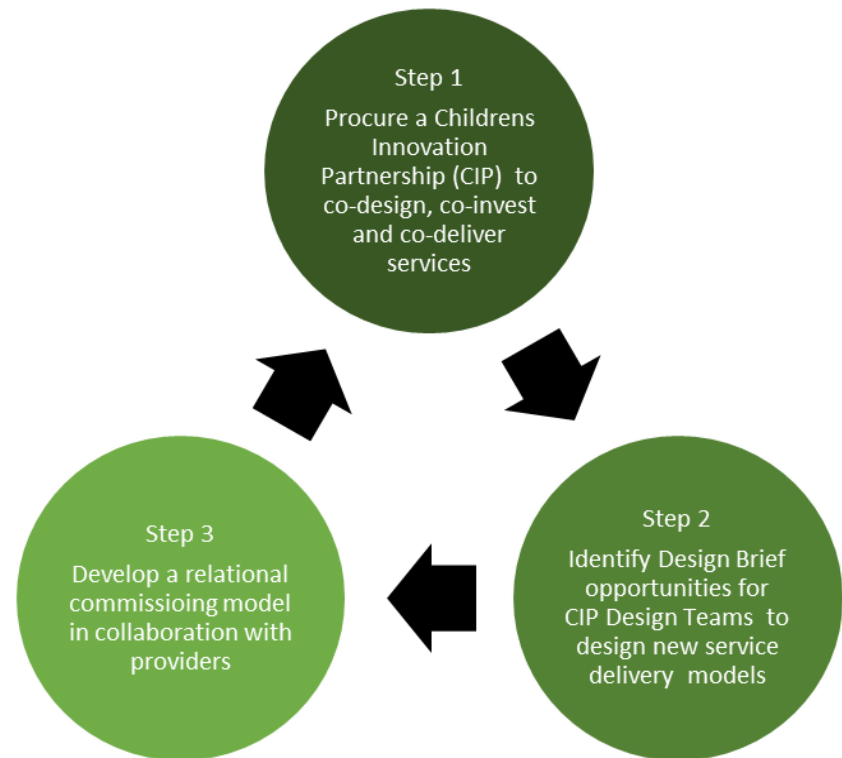 Step 1
Procure a Childrens
Innovation
Partnership (CIP) to
co-design, co-invest
and co-deliver
services
Step 2
Identify Design Brief
opportunities for
CIP Design Teams to
design new service
delivery models
Step 3
Develop a relational
commissioing model
in collaboration with
providers